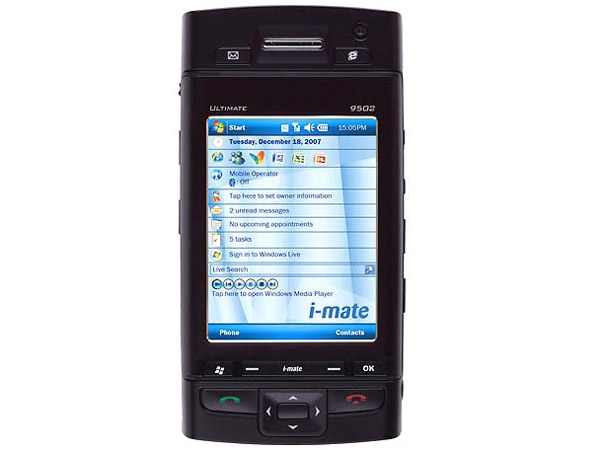 ULTIMATE 9502
Start 15:05PM
Tuesday, December 18, 2007
Mobile Operator
: Off
Tap here to set owner information
2 unread messages
No upcoming appointments
5 tasks
Sign in to Windows Live
Live Search
Tap here to open Windows Media Player
i-mate
Phone Contacts
i-mate OK